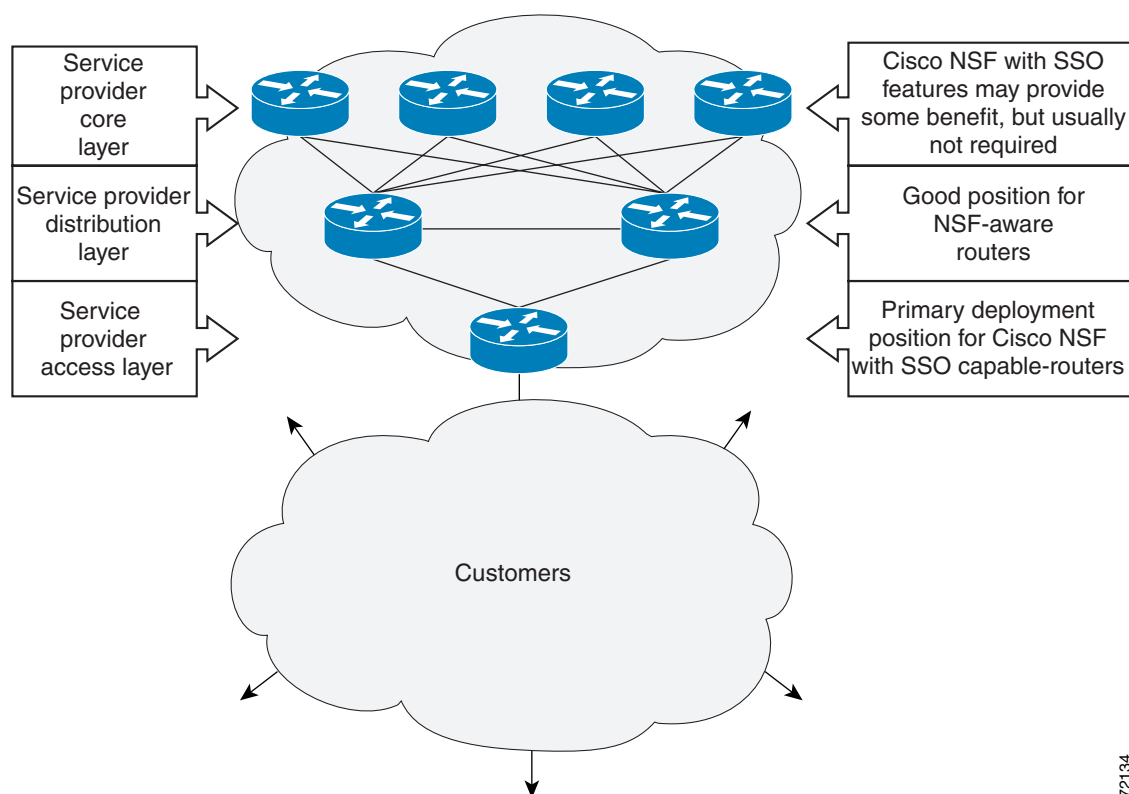 Service
provider
core
layer
Cisco NSF with SSO
features may provide
some benefit, but usually
not required
Service provider
distribution
layer
Good position for
NSF-aware
routers
Service
provider
access layer
Primary deployment
position for Cisco NSF
with SSO capable-routers
Customers
72134